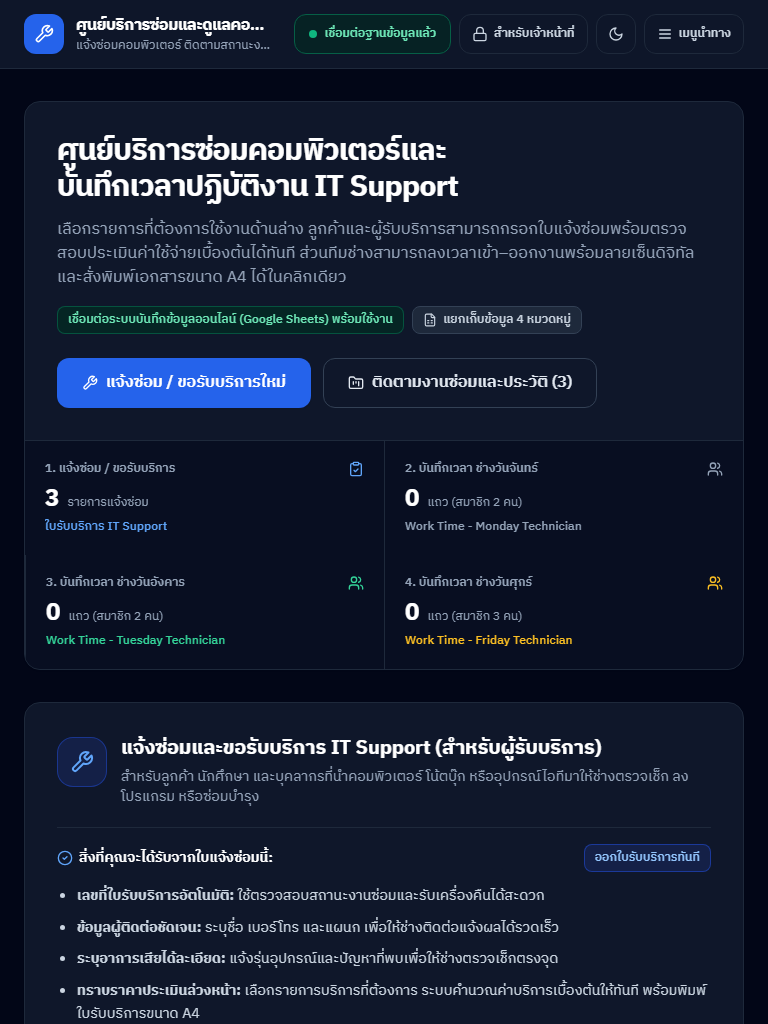 ศูนย์บริการซ่อมและดูแลคอ...
แจ้งซ่อมคอมพิวเตอร์ ติดตามสถานะง...
เชื่อมต่อฐานข้อมูลแล้ว
สำหรับเจ้าหน้าที่
เมนูนำทาง
ศูนย์บริการซ่อมคอมพิวเตอร์และ
บันทึกเวลาปฏิบัติงาน IT Support
เลือกรายการที่ต้องการใช้งานด้านล่าง ลูกค้าและผู้รับบริการสามารถกรอกใบแจ้งซ่อมพร้อมตรวจ
สอบประเมินค่าใช้จ่ายเบื้องต้นได้ทันที ส่วนทีมช่างสามารถลงเวลาเข้า–ออกงานพร้อมลายเซ็นดิจิทัล
และสั่งพิมพ์เอกสารขนาด A4 ได้ในคลิกเดียว
เชื่อมต่อระบบบันทึกข้อมูลออนไลน์ (Google Sheets) พร้อมใช้งาน
แยกเก็บข้อมูล 4 หมวดหมู่
แจ้งซ่อม / ขอรับบริการใหม่
ติดตามงานซ่อมและประวัติ (3)
1. แจ้งซ่อม / ขอรับบริการ
3 รายการแจ้งซ่อม
ใบรับบริการ IT Support
2. บันทึกเวลา ช่างวันจันทร์
0 แถว (สมาชิก 2 คน)
Work Time - Monday Technician
3. บันทึกเวลา ช่างวันอังคาร
0 แถว (สมาชิก 2 คน)
Work Time - Tuesday Technician
4. บันทึกเวลา ช่างวันศุกร์
0 แถว (สมาชิก 3 คน)
Work Time - Friday Technician
แจ้งซ่อมและขอรับบริการ IT Support (สำหรับผู้รับบริการ)
สำหรับลูกค้า นักศึกษา และบุคลากรที่นำคอมพิวเตอร์ โน้ตบุ๊ก หรืออุปกรณ์ไอทีมาให้ช่างตรวจเช็ก ลง
โปรแกรม หรือซ่อมบำรุง
สิ่งที่คุณจะได้รับจากใบแจ้งซ่อมนี้:
ออกใบรับบริการทันที
• เลขที่ใบรับบริการอัตโนมัติ: ใช้ตรวจสอบสถานะงานซ่อมและรับเครื่องคืนได้สะดวก
• ข้อมูลผู้ติดต่อชัดเจน: ระบุชื่อ เบอร์โทร และแผนก เพื่อให้ช่างติดต่อแจ้งผลได้รวดเร็ว
• ระบุอาการเสียได้ละเอียด: แจ้งรุ่นอุปกรณ์และปัญหาที่พบเพื่อให้ช่างตรวจเช็กตรงจุด
• ทราบราคาประเมินล่วงหน้า: เลือกรายการบริการที่ต้องการ ระบบคำนวณค่าบริการเบื้องต้นให้ทันที พร้อมพิมพ์
ใบรับบริการขนาด A4